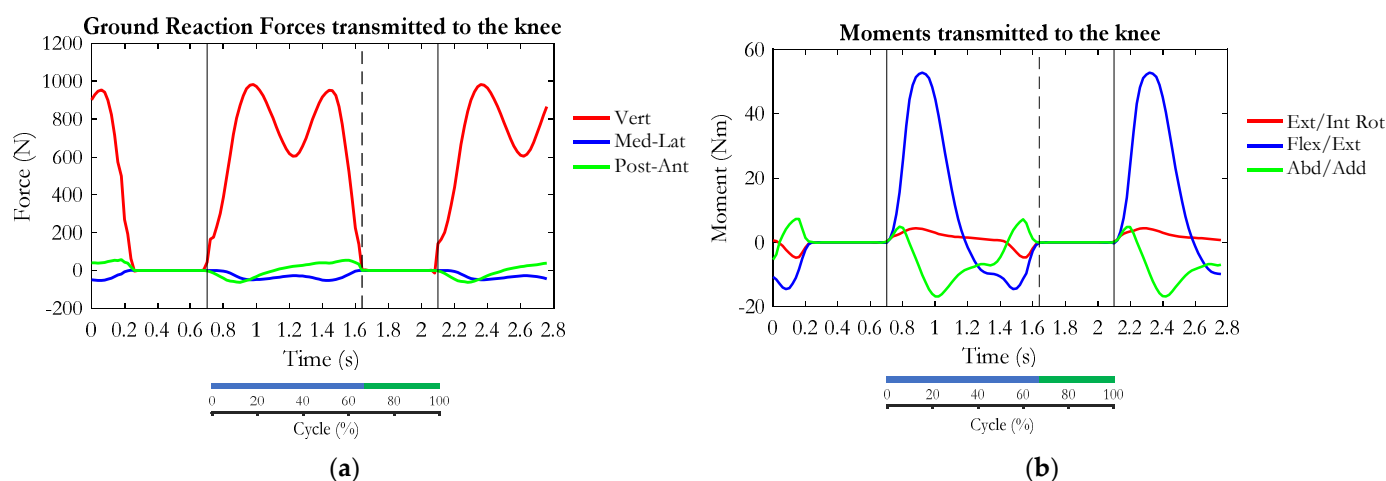 Ground Reaction Forces transmitted to the knee
1200
1000
800
600
400
200
0
-200
Force (N)
0 0.2 0.4 0.6 0.8 1 1.2 1.4 1.6 1.8 2 2.2 2.4 2.6 2.8
Time (s)
Vert
Med-Lat
Post-Ant
0 20 40 60 80 100
Cycle (%)
(a)
Moments transmitted to the knee
60
40
20
0
-20
Moment (Nm)
0 0.2 0.4 0.6 0.8 1 1.2 1.4 1.6 1.8 2 2.2 2.4 2.6 2.8
Time (s)
Ext/Int Rot
Flex/Ext
Abd/Add
0 20 40 60 80 100
Cycle (%)
(b)